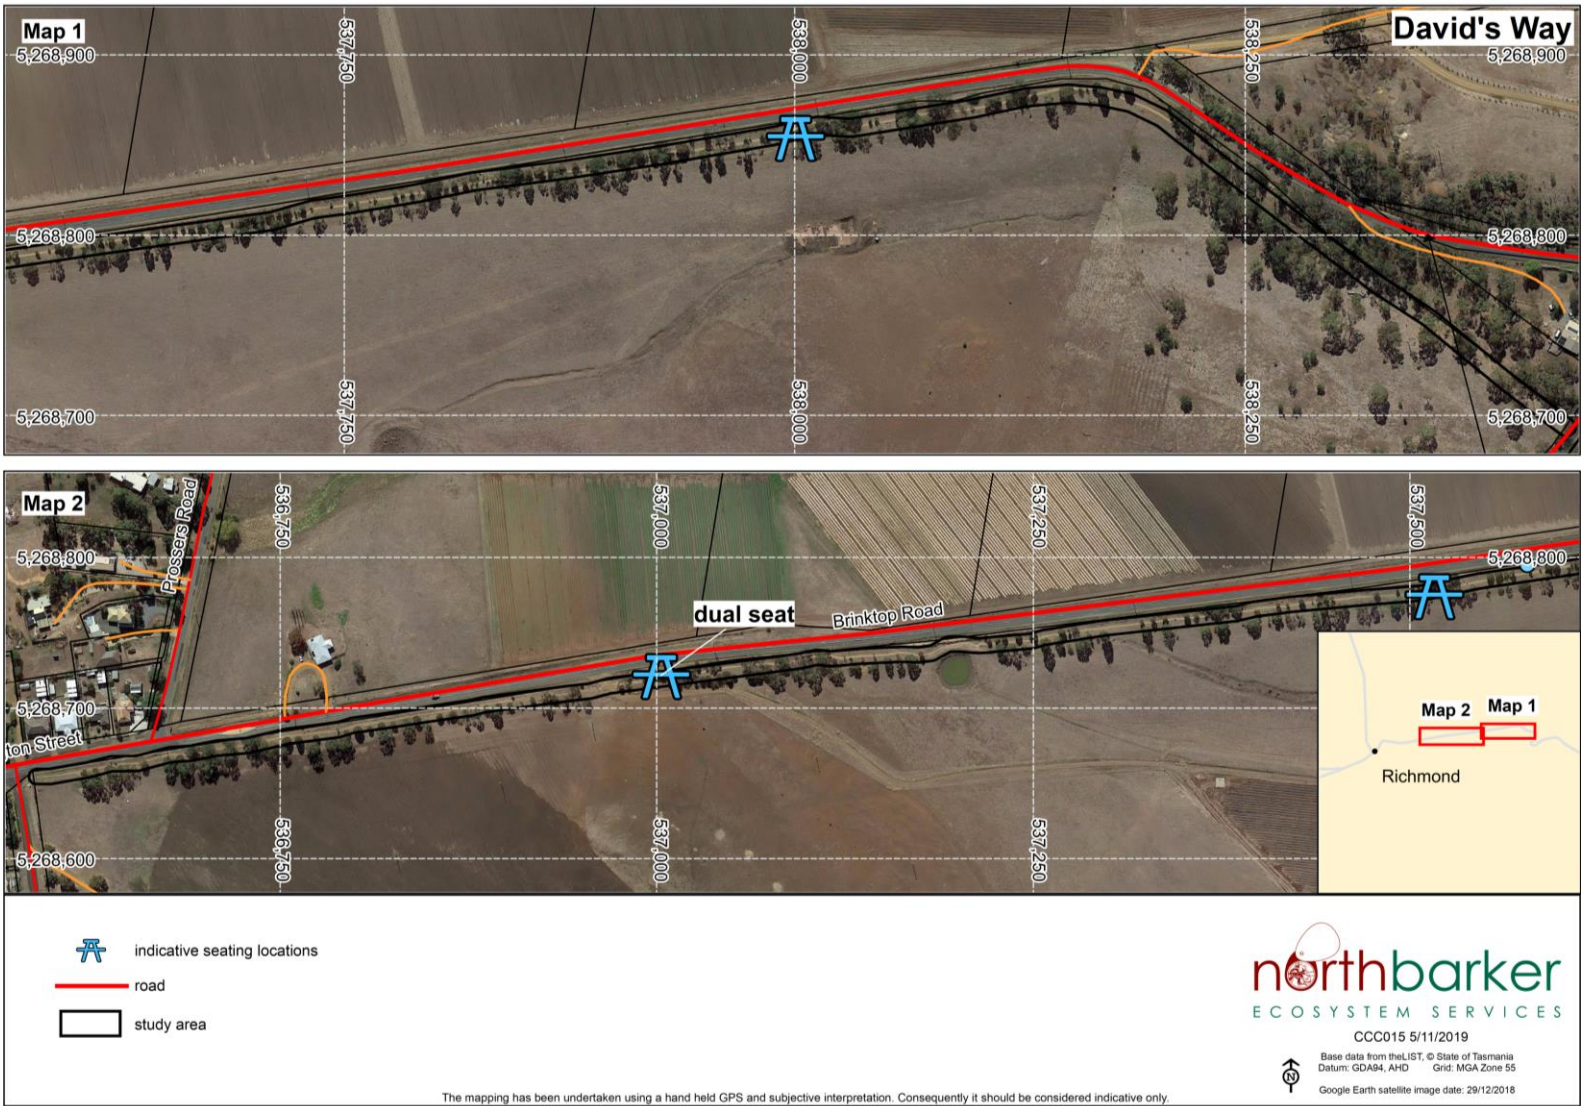 Map 1
David's Way
537,750
538,000
538,250
5,268,900
5,268,900
5,268,800
5,268,800
5,268,700
5,268,700
537,750
538,000
538,250
Map 2
Prossers Road
536,750
537,000
537,250
537,500
5,268,800
5,268,800
dual seat
Brinktop Road
5,268,700
ton Street
5,268,600
536,750
537,000
537,250
Map 2
Map 1
Richmond
indicative seating locations
road
study area
northbarker
ECOSYSTEM SERVICES
CCC015 5/11/2019
Base data from theLIST, © State of Tasmania
Datum: GDA94, AHD Grid: MGA Zone 55
N
Google Earth satellite image date: 29/12/2018
The mapping has been undertaken using a hand held GPS and subjective interpretation. Consequently it should be considered indicative only.